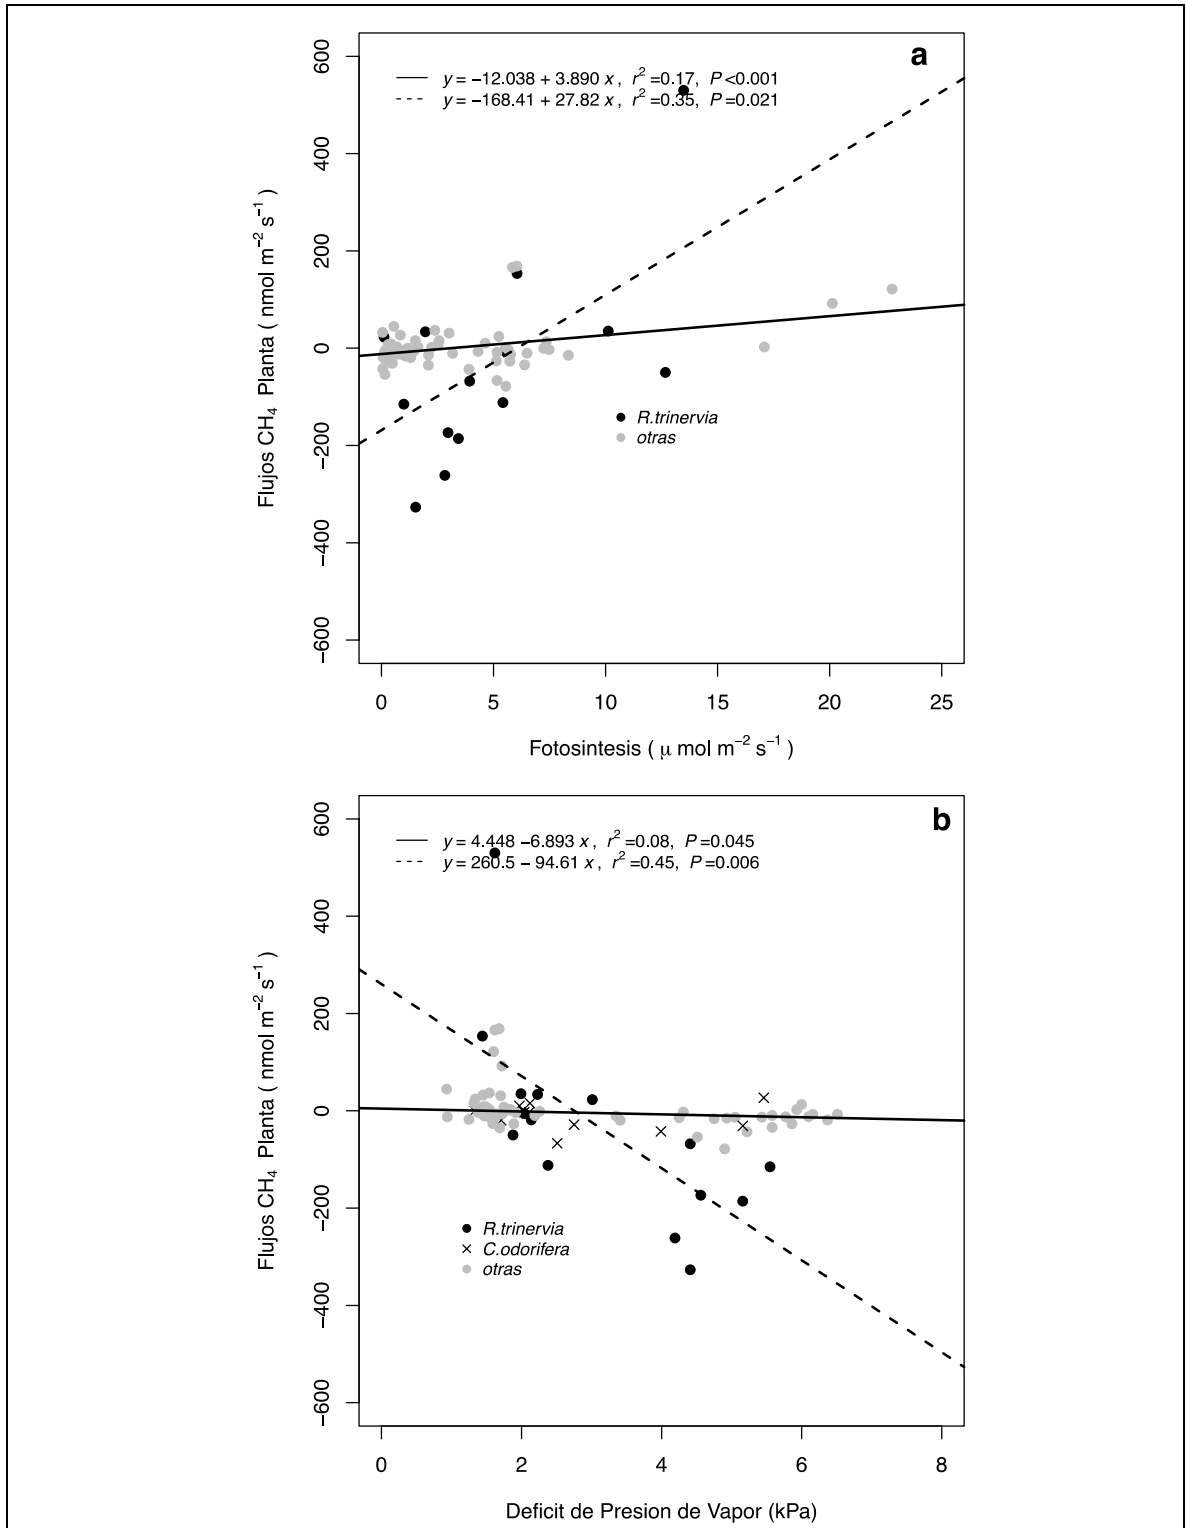 a
y = −12.038 + 3.890 x, r² =0.17, P<0.001
y = −168.41 + 27.82 x, r² =0.35, P=0.021
600
400
200
0
−200
−400
−600
Flujos CH₄ Planta ( nmol m⁻² s⁻¹ )
R.trinervia
otras
0 5 10 15 20 25
Fotosintesis ( μ mol m⁻² s⁻¹ )
b
y = 4.448 −6.893 x, r² =0.08, P=0.045
y = 260.5 − 94.61 x, r² =0.45, P=0.006
600
400
200
0
−200
−400
−600
Flujos CH₄ Planta ( nmol m⁻² s⁻¹ )
R.trinervia
C.odorifera
otras
0 2 4 6 8
Deficit de Presion de Vapor (kPa)